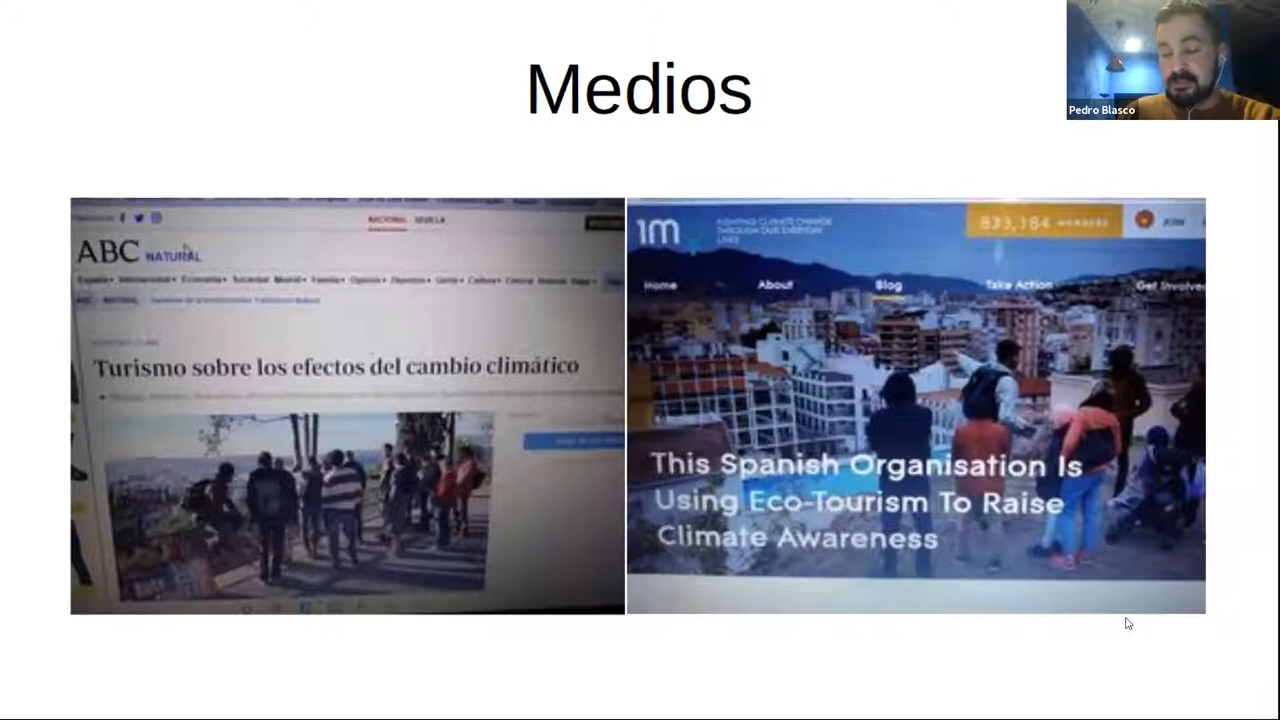 Medios
Pedro Blasco
NACIONAL SEVILLA
ABC NATURAL
España Internacional Economía Sociedad Madrid Familia Opinión Deportes Gente Cultura Ciencia
ABC NATURAL
Turismo sobre los efectos del cambio climático
1M FIGHTING CLIMATE CHANGE
THROUGH OUR EVERYDAY
LIVES
833,184 MEMBERS
JOIN
Home About Blog Take Action Get Involved
This Spanish Organisation Is
Using Eco-Tourism To Raise
Climate Awareness